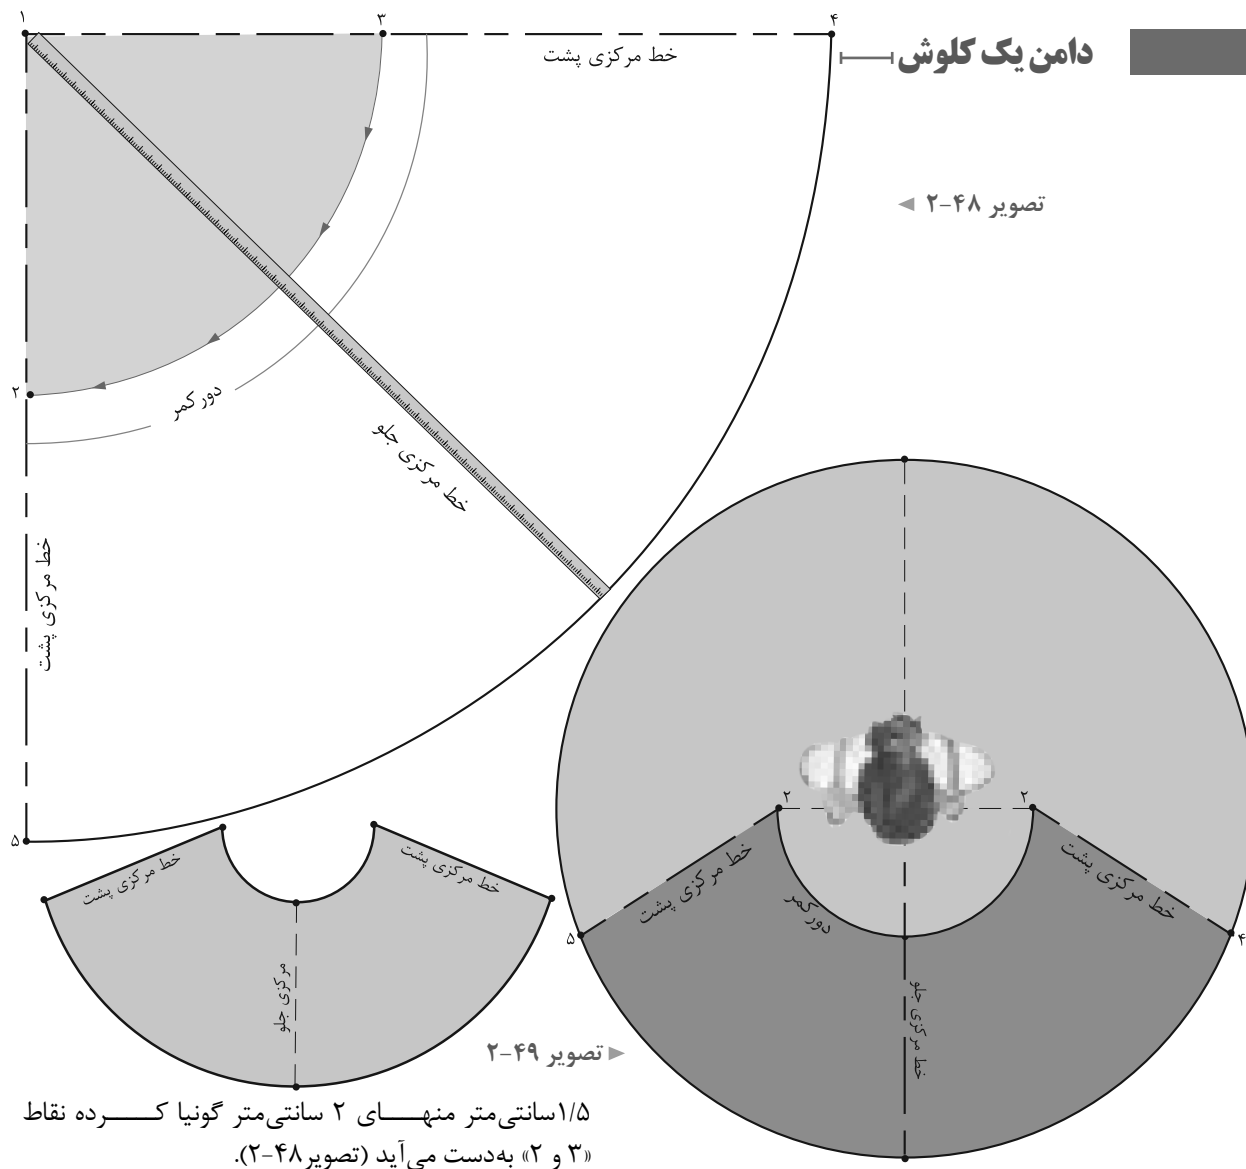 دامن یک کلوش
تصویر ۴۸-۲
۱
۳
۴
خط مرکزی پشت
۲
دور کمر
خط مرکزی جلو
خط مرکزی پشت
۵
خط مرکزی پشت
خط مرکزی پشت
مرکزی جلو
۲
۲
خط مرکزی پشت
خط مرکزی پشت
دور کمر
۵
۴
خط مرکزی جلو
تصویر ۴۹-۲
۱/۵سانتی‌متر منهای ۲ سانتی‌متر گونیا کرده نقاط
«۳ و ۲» به‌دست می‌آید (تصویر۴۸-۲).